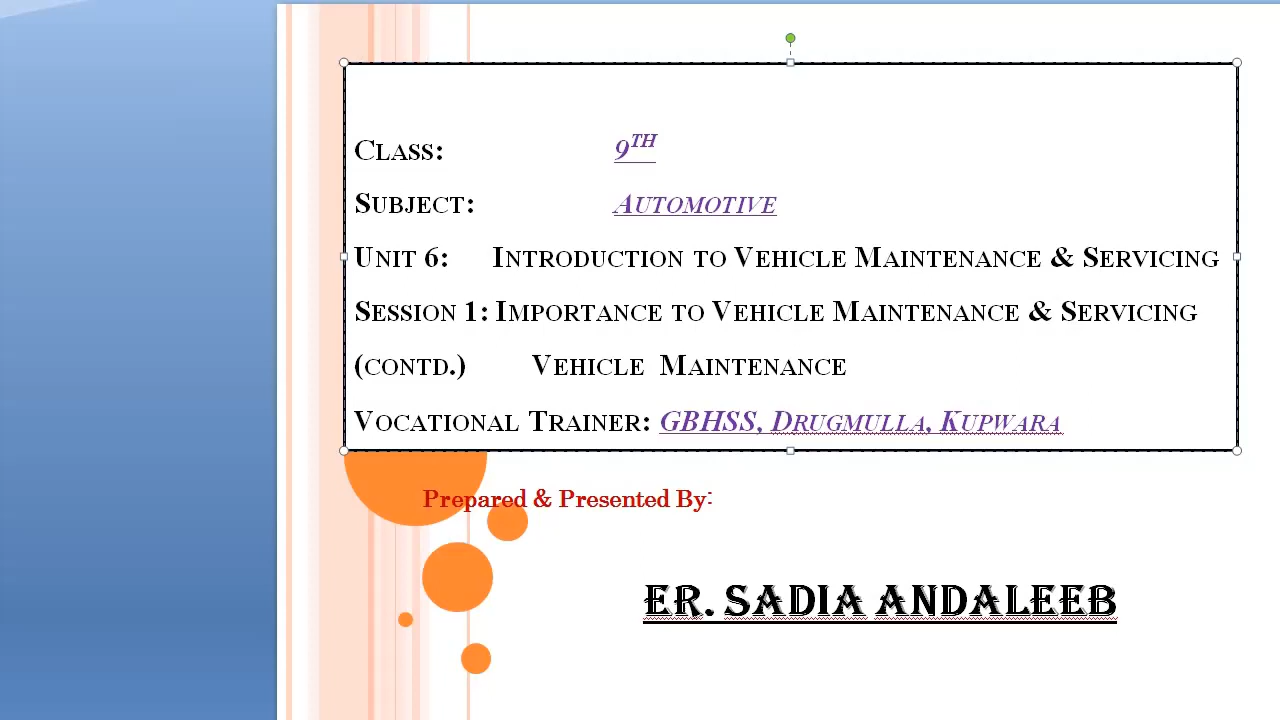 Class: 9th
Subject: Automotive
Unit 6: Introduction to Vehicle Maintenance & Servicing
Session 1: Importance to Vehicle Maintenance & Servicing
(contd.) Vehicle Maintenance
Vocational Trainer: GBHSS, Drugmulla, Kupwara
Prepared & Presented By:
ER. SADIA ANDALEEB